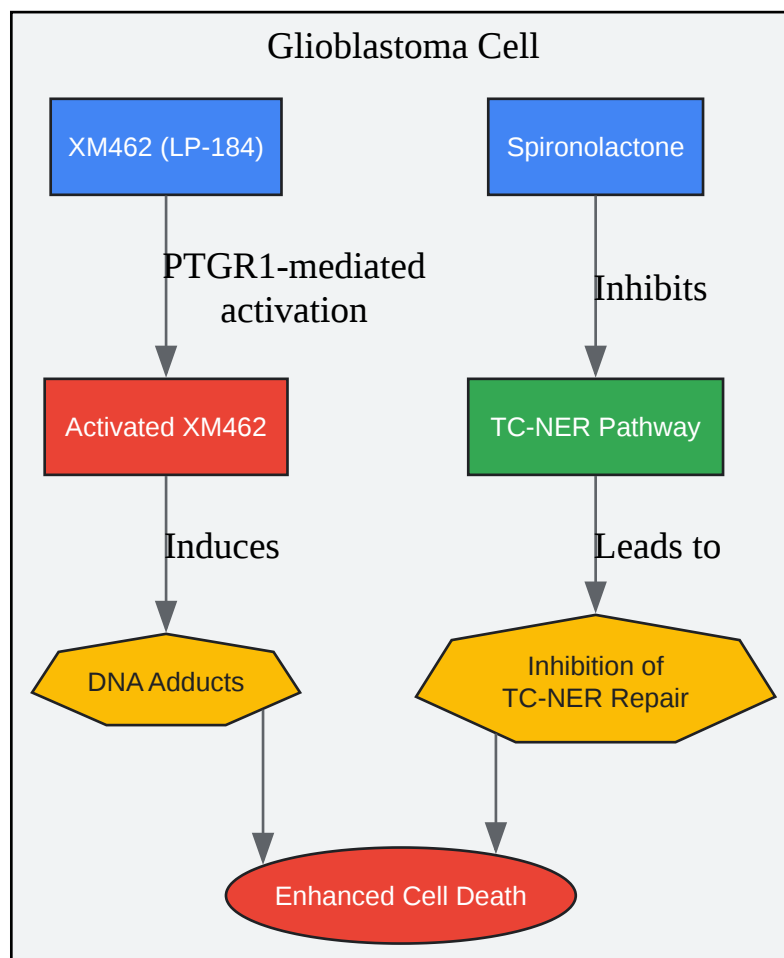 Glioblastoma Cell
XM462 (LP-184)
Spironolactone
PTGR1-mediated
activation
Inhibits
Activated XM462
TC-NER Pathway
Induces
Leads to
DNA Adducts
Inhibition of
TC-NER Repair
Enhanced Cell Death